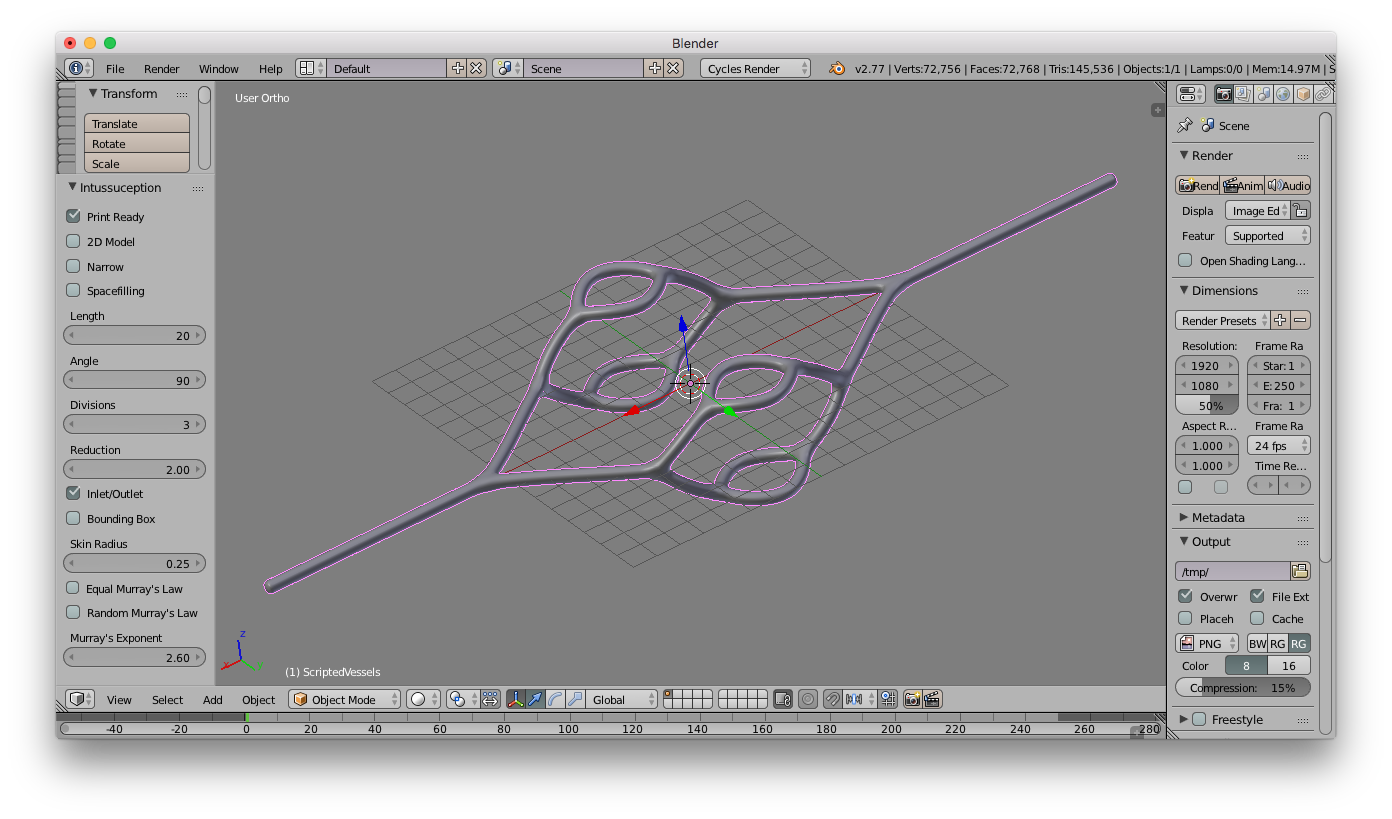 Blender
File Render Window Help Default Scene Cycles Render v2.77 | Verts:72,756 | Faces:72,768 | Tris:145,536 | Objects:1/1 | Lamps:0/0 | Mem:14.97M | S
Transform
Translate
Rotate
Scale
Intussuception
Print Ready
2D Model
Narrow
Spacefilling
Length
20
Angle
90
Divisions
3
Reduction
2.00
Inlet/Outlet
Bounding Box
Skin Radius
0.25
Equal Murray's Law
Random Murray's Law
Murray's Exponent
2.60
User Ortho
z
x
(1) ScriptedVessels
View Select Add Object Object Mode Global
-40 -20 0 20 40 60 80 100 120 140 160 180 200 220 240 260 280
Scene
Render
Rend Anim Audio
Displa Image Ed
Featur Supported
Open Shading Lang...
Dimensions
Render Presets
Resolution: Frame Ra
1920 Star: 1
1080 E: 250
50% Fra: 1
Aspect R... Frame Ra
1.000 24 fps
1.000 Time Re...
Metadata
Output
/tmp/
Overwr File Ext
Placeh Cache
PNG BW RG RG
Color 8 16
Compression: 15%
Freestyle